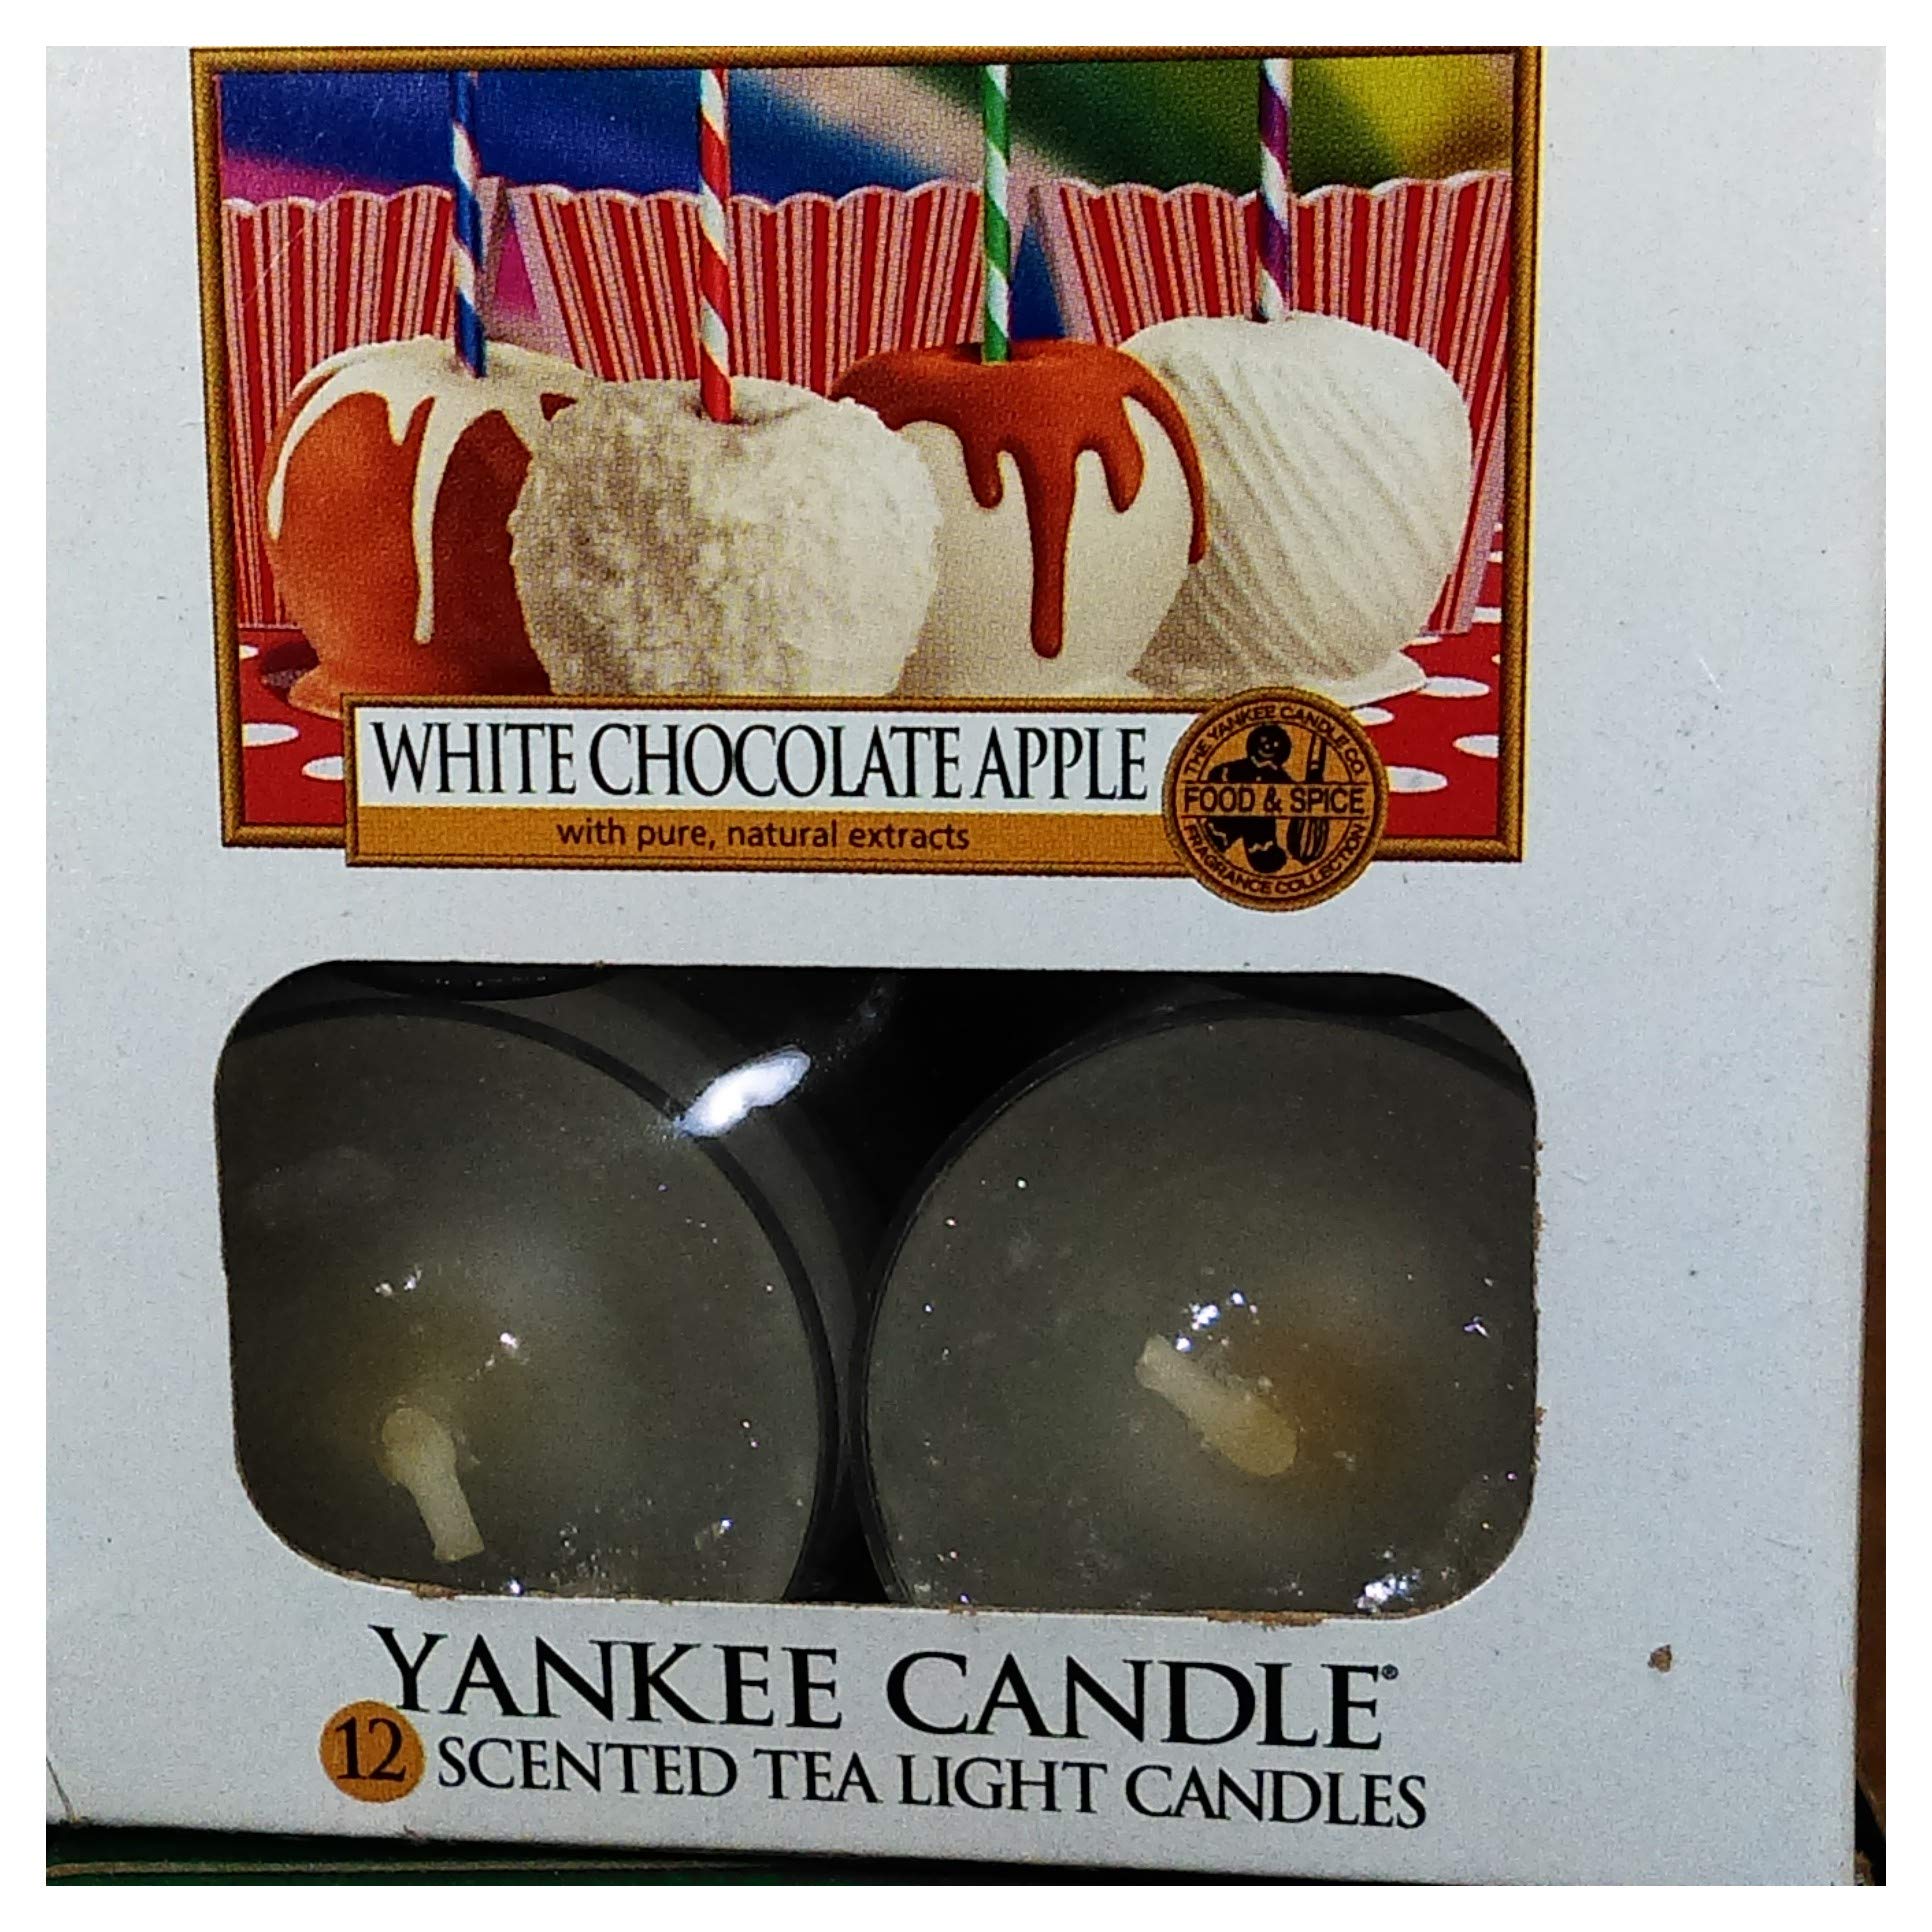 WHITE CHOCOLATE APPLE
with pure, natural extracts
THE YANKEE CANDLE CO.
FOOD & SPICE
FRAGRANCE COLLECTION
YANKEE CANDLE®
12 SCENTED TEA LIGHT CANDLES